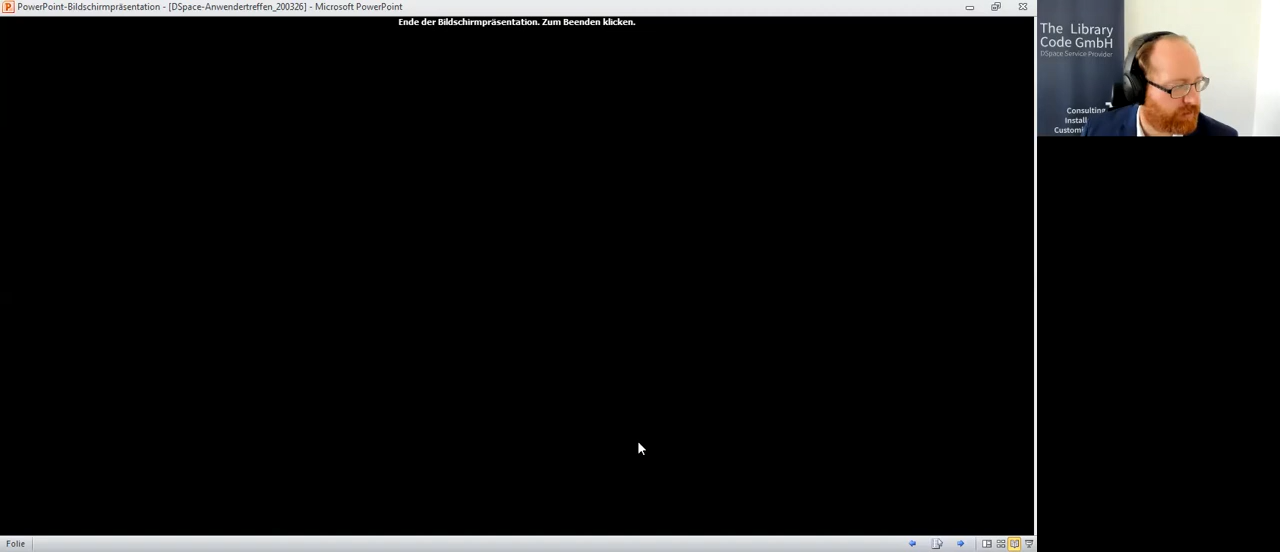 PowerPoint-Bildschirmpräsentation - [DSpace-Anwendertreffen_200326] - Microsoft PowerPoint
Ende der Bildschirmpräsentation. Zum Beenden klicken.
The Library
Code GmbH
DSpace Service Provider
Consulting
Install
Custom
Folie